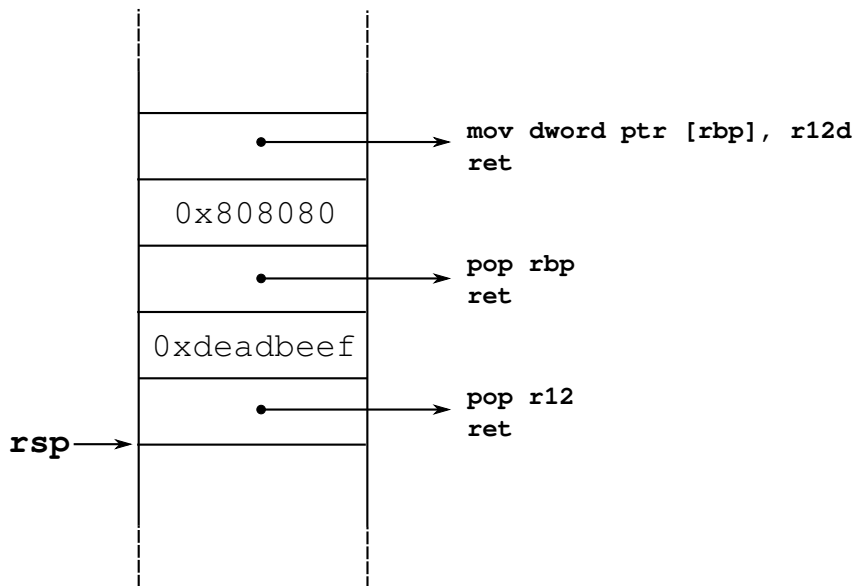 mov dword ptr [rbp], r12d
ret
0x808080
pop rbp
ret
0xdeadbeef
pop r12
ret
rsp